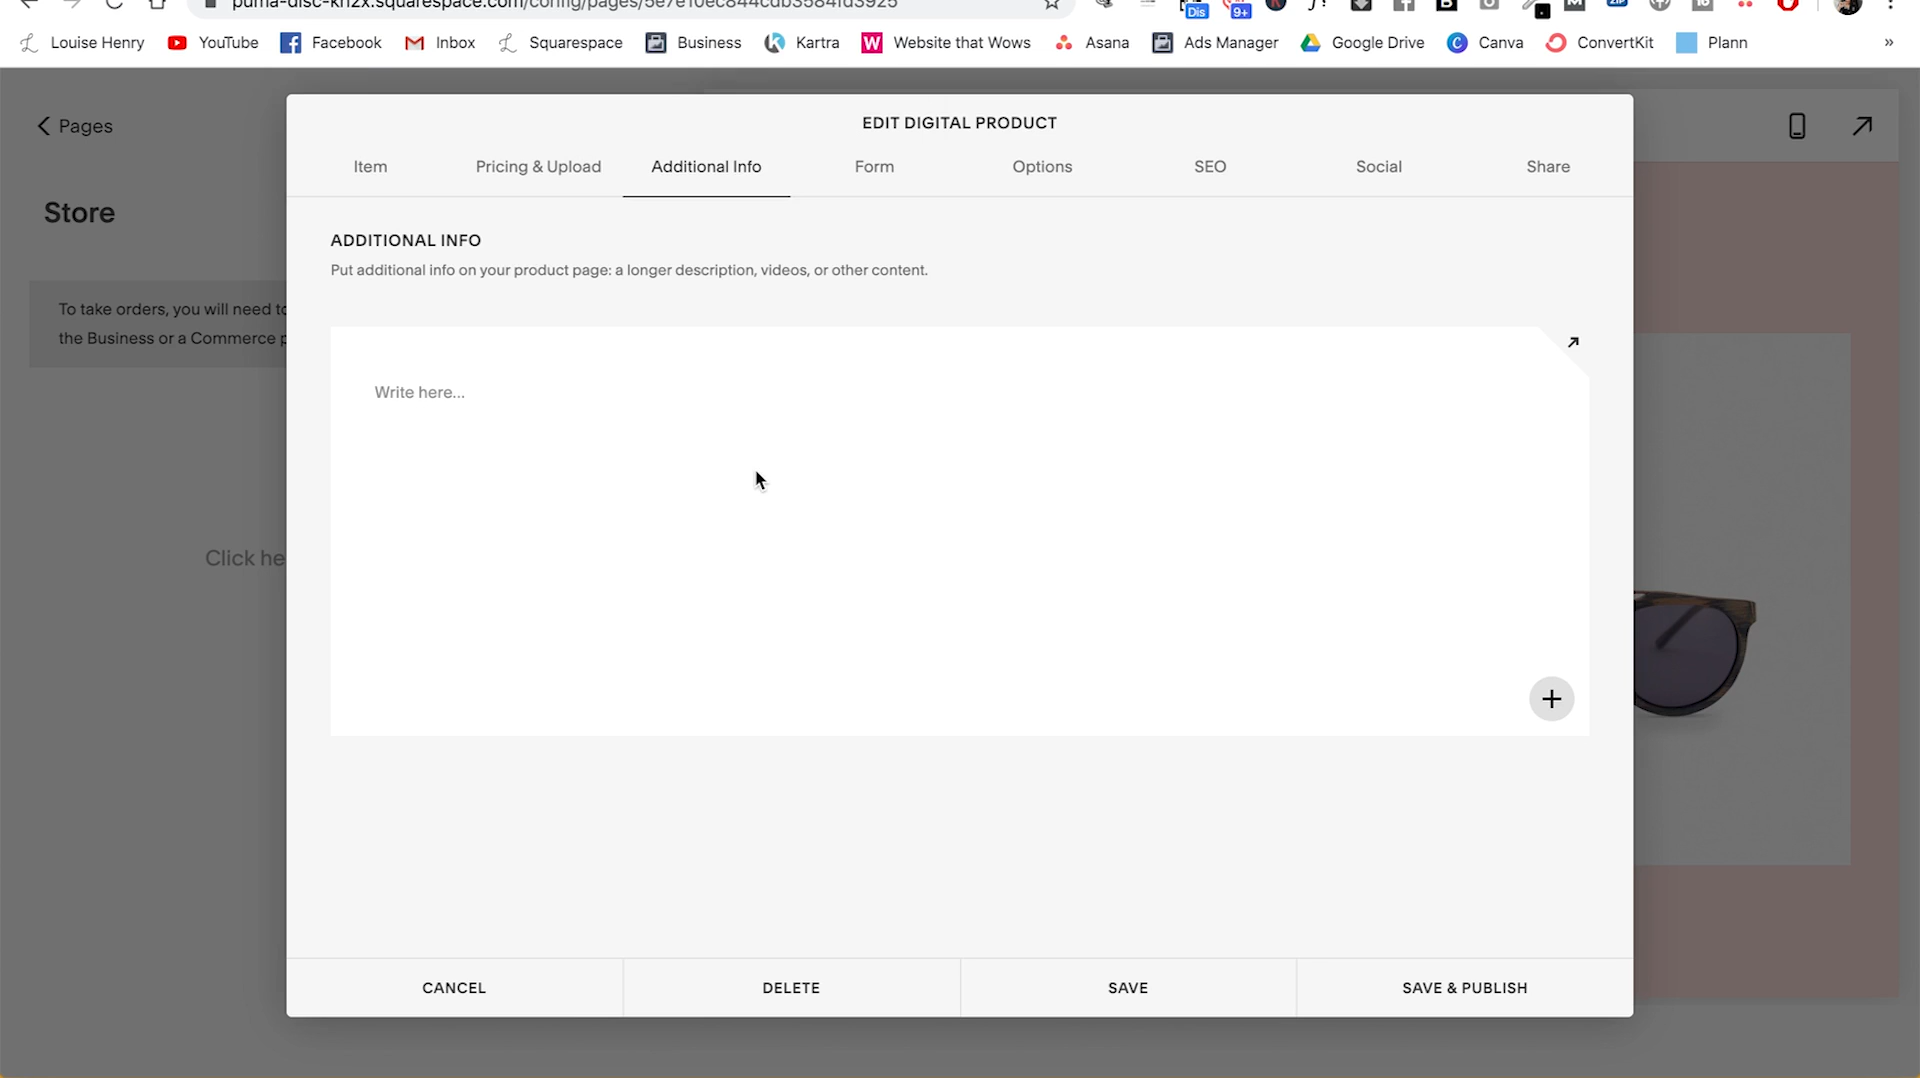 Dis
9+
Louise Henry YouTube Facebook Inbox Squarespace Business Kartra W Website that Wows Asana Ads Manager Google Drive C Canva ConvertKit Plann »
Pages
EDIT DIGITAL PRODUCT
Item Pricing & Upload Additional Info Form Options SEO Social Share
Store
ADDITIONAL INFO
Put additional info on your product page: a longer description, videos, or other content.
To take orders, you will need to
the Business or a Commerce p
Write here...
Click he
CANCEL DELETE SAVE SAVE & PUBLISH